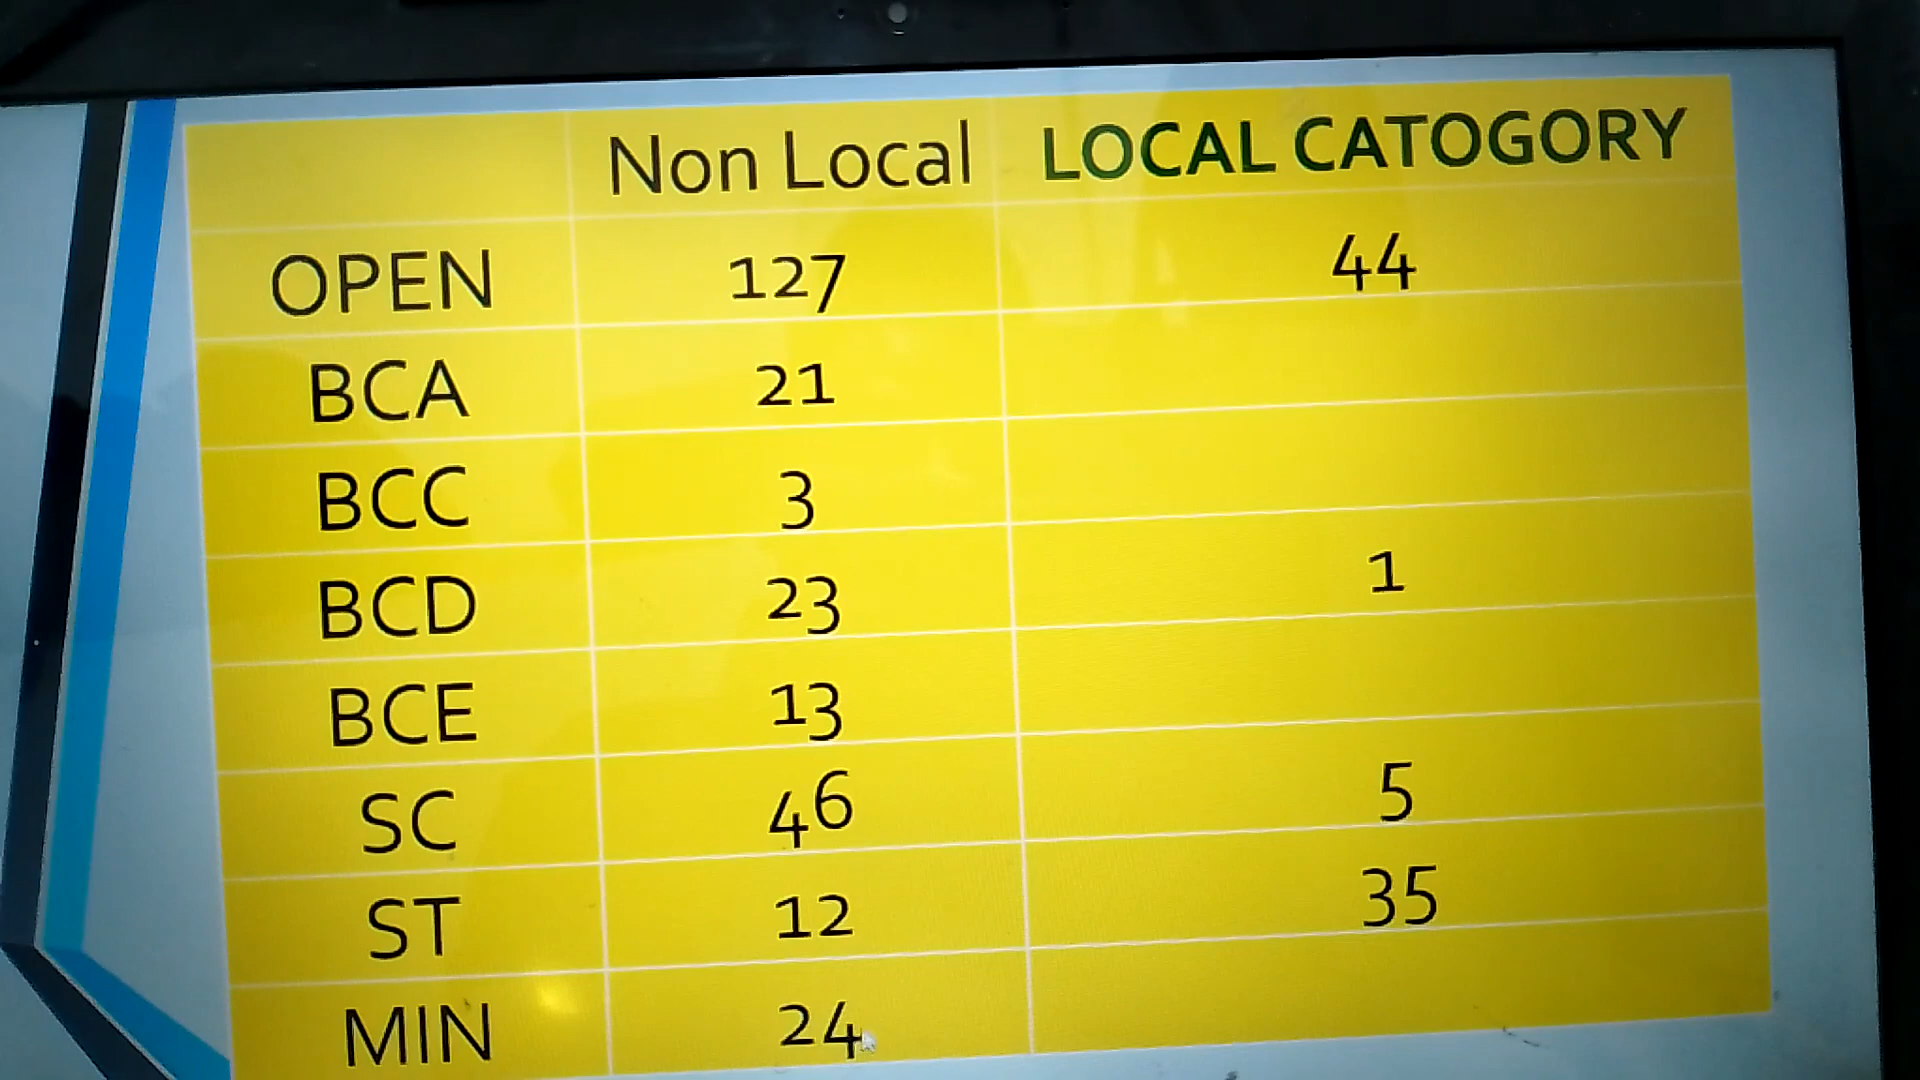 Non Local LOCAL CATOGORY
OPEN 127 44
BCA 21
BCC 3
BCD 23 1
BCE 13
SC 46 5
ST 12 35
MIN 24